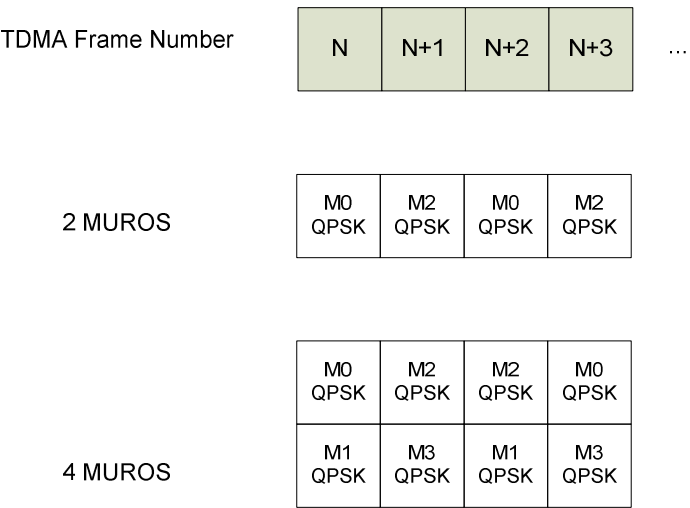 TDMA Frame Number
N N+1 N+2 N+3 ...
2 MUROS
M0 M2 M0 M2
QPSK QPSK QPSK QPSK
M0 M2 M2 M0
QPSK QPSK QPSK QPSK
4 MUROS
M1 M3 M1 M3
QPSK QPSK QPSK QPSK